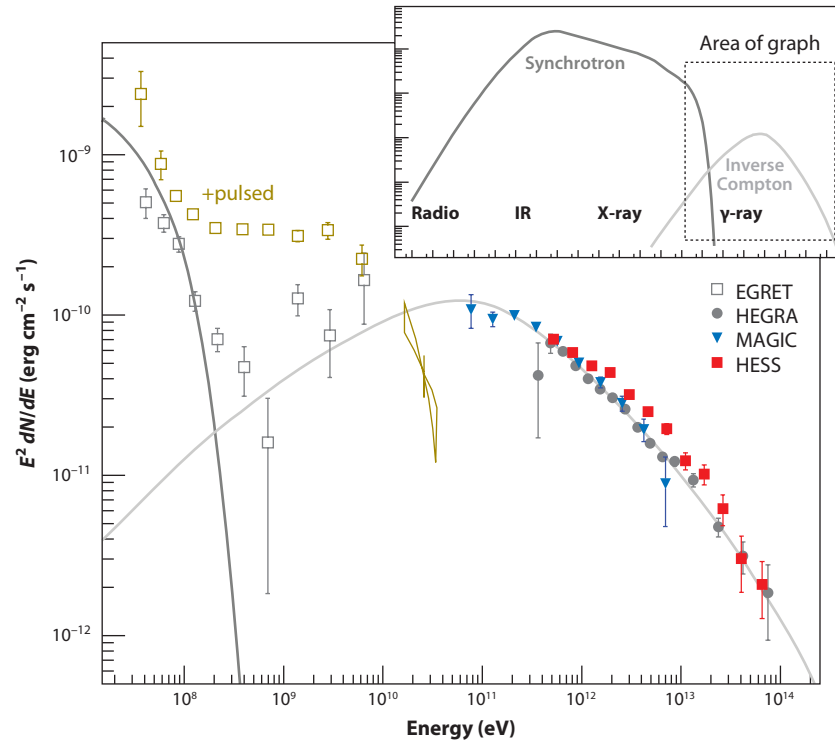 Area of graph
Synchrotron
Inverse
Compton
Radio IR X-ray γ-ray
10⁻⁹
10⁻¹⁰
10⁻¹¹
10⁻¹²
E² dN/dE (erg cm⁻² s⁻¹)
+pulsed
EGRET
HEGRA
MAGIC
HESS
10⁸ 10⁹ 10¹⁰ 10¹¹ 10¹² 10¹³ 10¹⁴
Energy (eV)